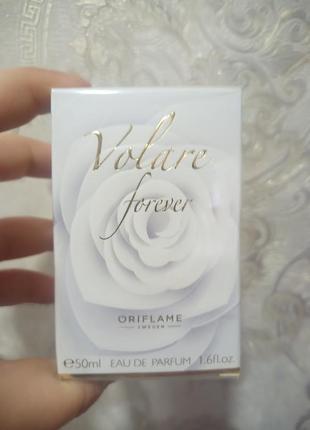 Volare
forever
ORIFLAME
SWEDEN
℮50ml EAU DE PARFUM 1.6fl.oz.